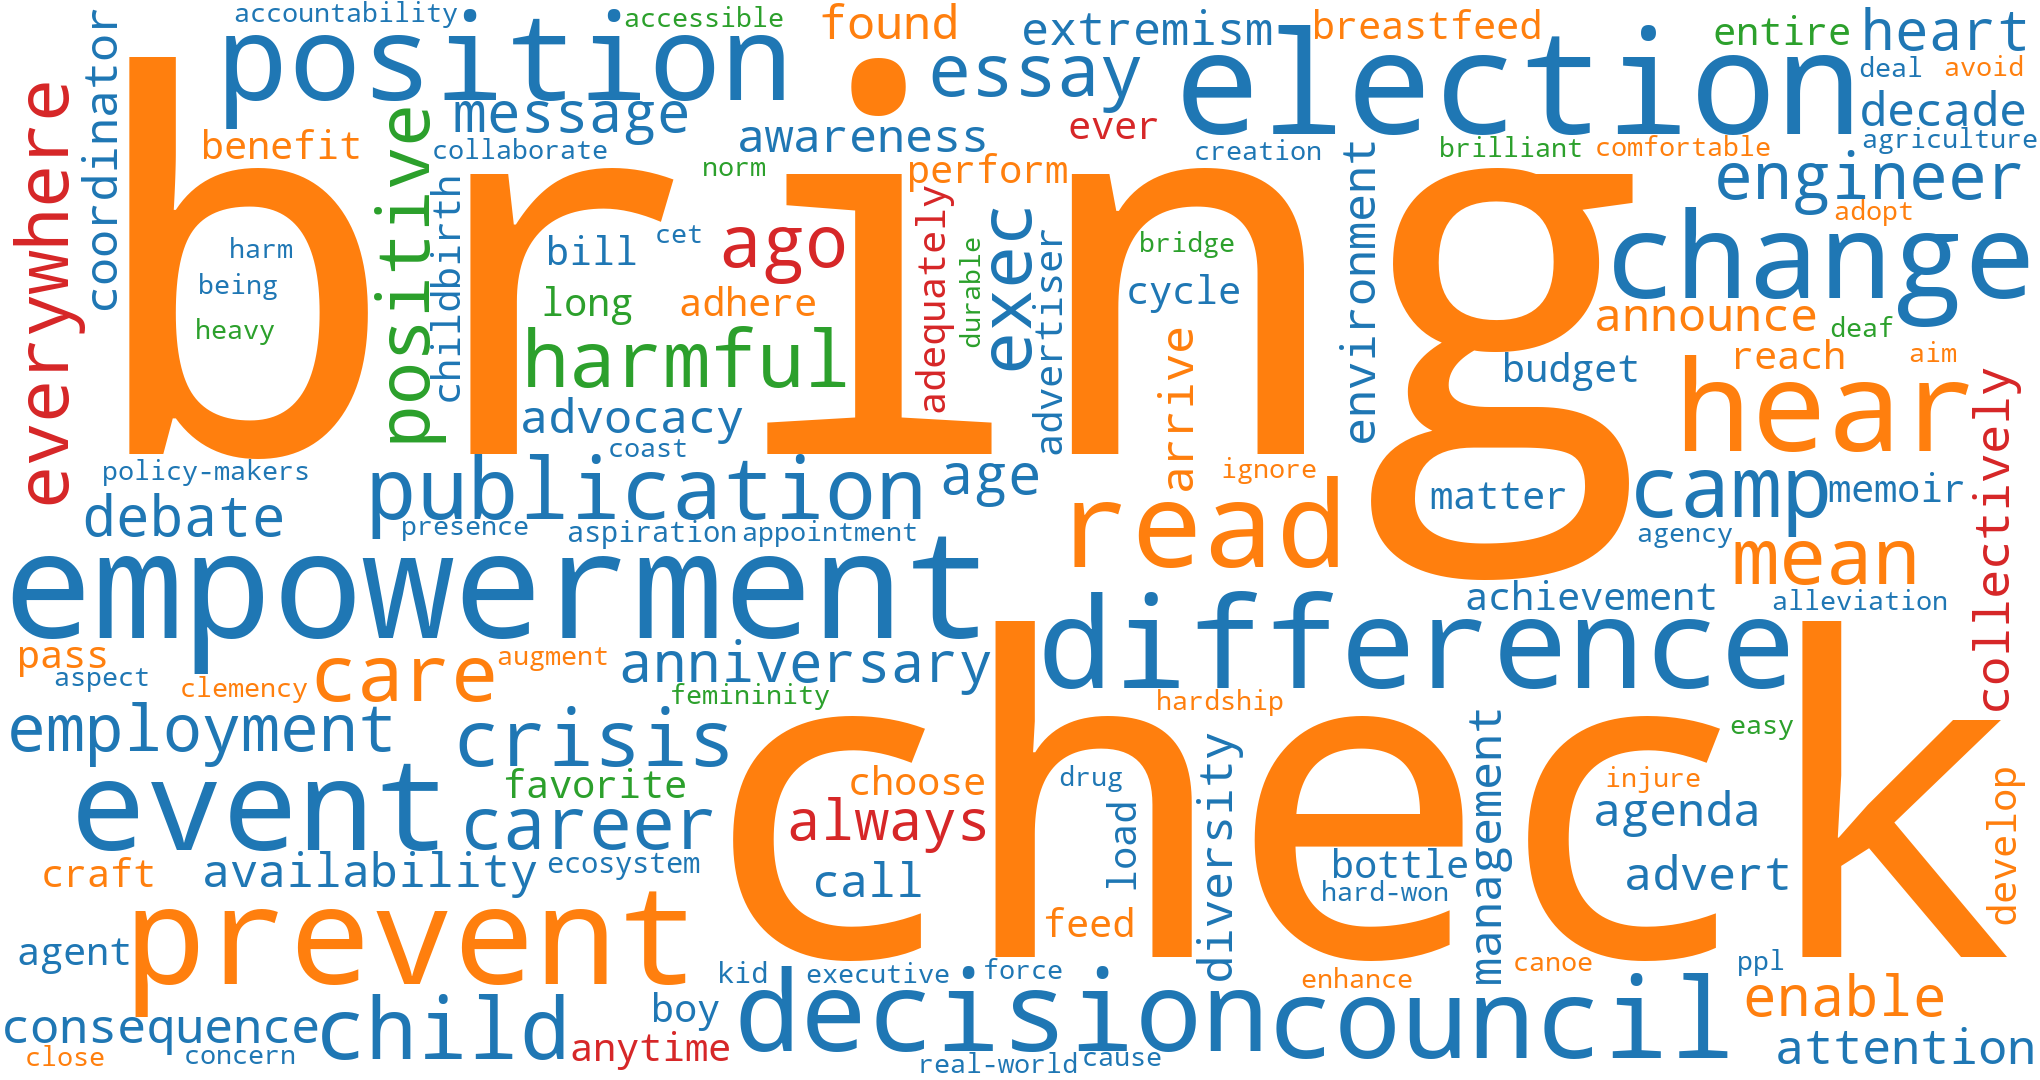 accountability
accessible
found
extremism
breastfeed
entire
heart
coordinator
position
essay
election
deal
avoid
everywhere
positive
message
awareness
ever
decade
benefit
collaborate
norm
perform
creation
brilliant
comfortable
agriculture
bring
engineer
childbirth
adequately
environment
adopt
harm
bill
cet
ago
durable
exec
advertiser
bridge
change
being
long
adhere
cycle
announce
deaf
heavy
harmful
arrive
budget
reach
aim
advocacy
hear
collectively
coast
policy-makers
publication
age
ignore
matter
camp
memoir
debate
presence
aspiration
appointment
read
agency
mean
empowerment
difference
achievement
alleviation
pass
aspect
clemency
care
augment
anniversary
femininity
hardship
employment
crisis
check
diversity
management
easy
event
favorite
choose
drug
injure
develop
career
always
load
agenda
craft
availability
ecosystem
call
bottle
advert
hard-won
prevent
feed
agent
kid
executive
force
enhance
canoe
ppl
consequence
child
boy
decision
council
enable
close
concern
anytime
real-world
cause
attention